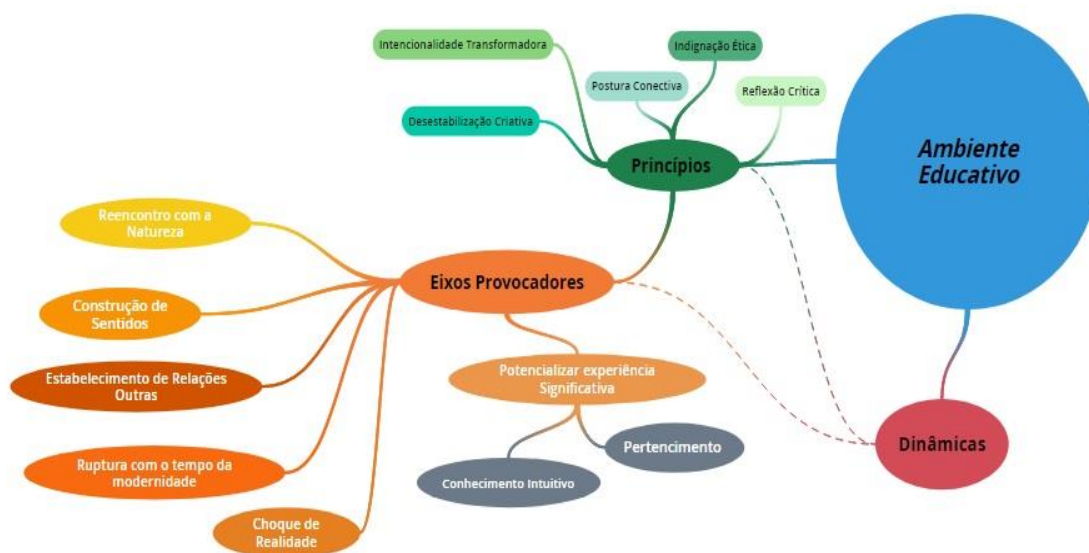 Intencionalidade Transformadora
Indignação Ética
Postura Conectiva
Reflexão Crítica
Desestabilização Criativa
Princípios
Ambiente
Educativo
Reencontro com a
Natureza
Eixos Provocadores
Construção de
Sentidos
Estabelecimento de Relações
Outras
Potencializar experiência
Significativa
Dinâmicas
Pertencimento
Ruptura com o tempo da
modernidade
Conhecimento Intuitivo
Choque de
Realidade